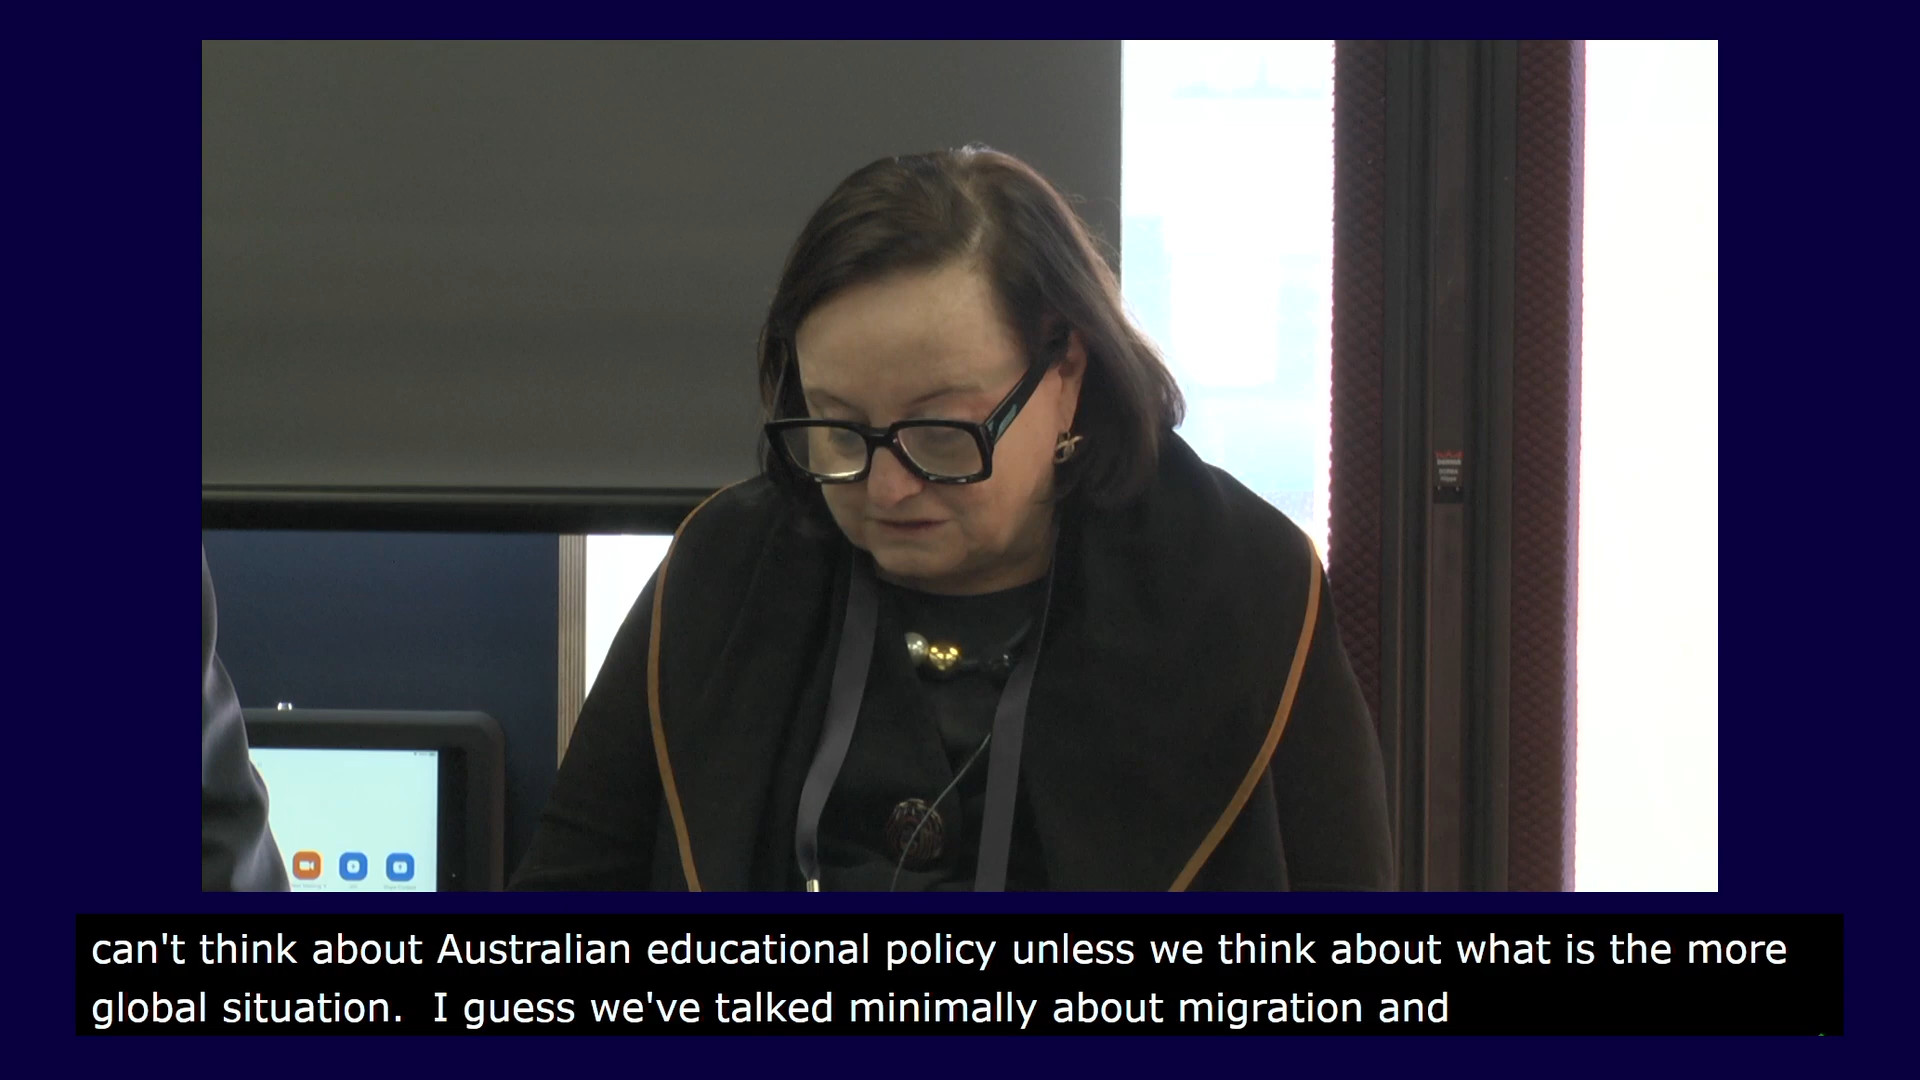 can't think about Australian educational policy unless we think about what is the more
global situation.  I guess we've talked minimally about migration and